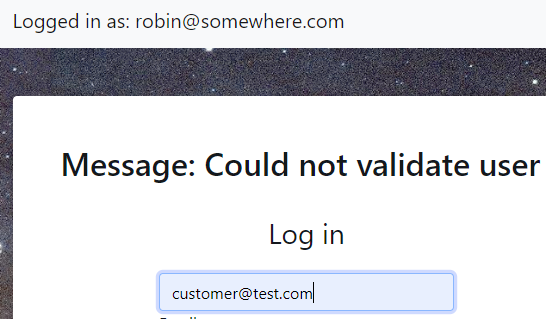 Logged in as: robin@somewhere.com
Message: Could not validate user
Log in
customer@test.com